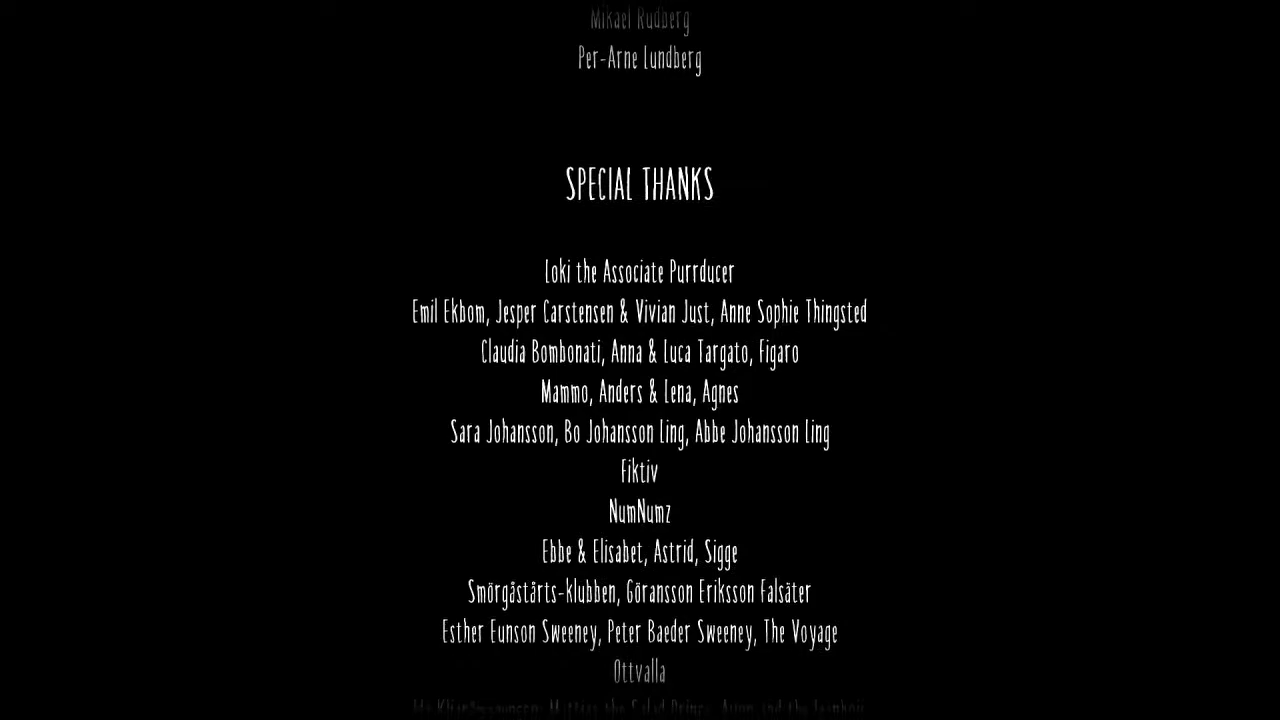 Mikael Rudberg
Per-Arne Lundberg
SPECIAL THANKS
Loki the Associate Purrducer
Emil Ekbom, Jesper Carstensen & Vivian Just, Anne Sophie Thingsted
Claudia Bombonati, Anna & Luca Targato, Figaro
Mammo, Anders & Lena, Agnes
Sara Johansson, Bo Johansson Ling, Abbe Johansson Ling
Fiktiv
NumNumz
Ebbe & Elisabet, Astrid, Sigge
Smörgåstårts-klubben, Göransson Eriksson Falsäter
Esther Eunson Sweeney, Peter Baeder Sweeney, The Voyage
Ottvalla